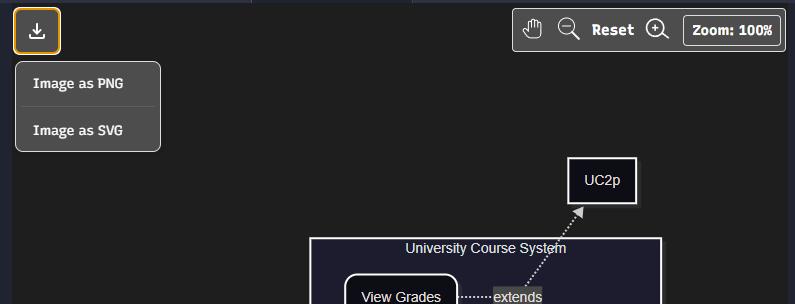 Reset
Zoom: 100%
Image as PNG
Image as SVG
UC2p
University Course System
View Grades
extends